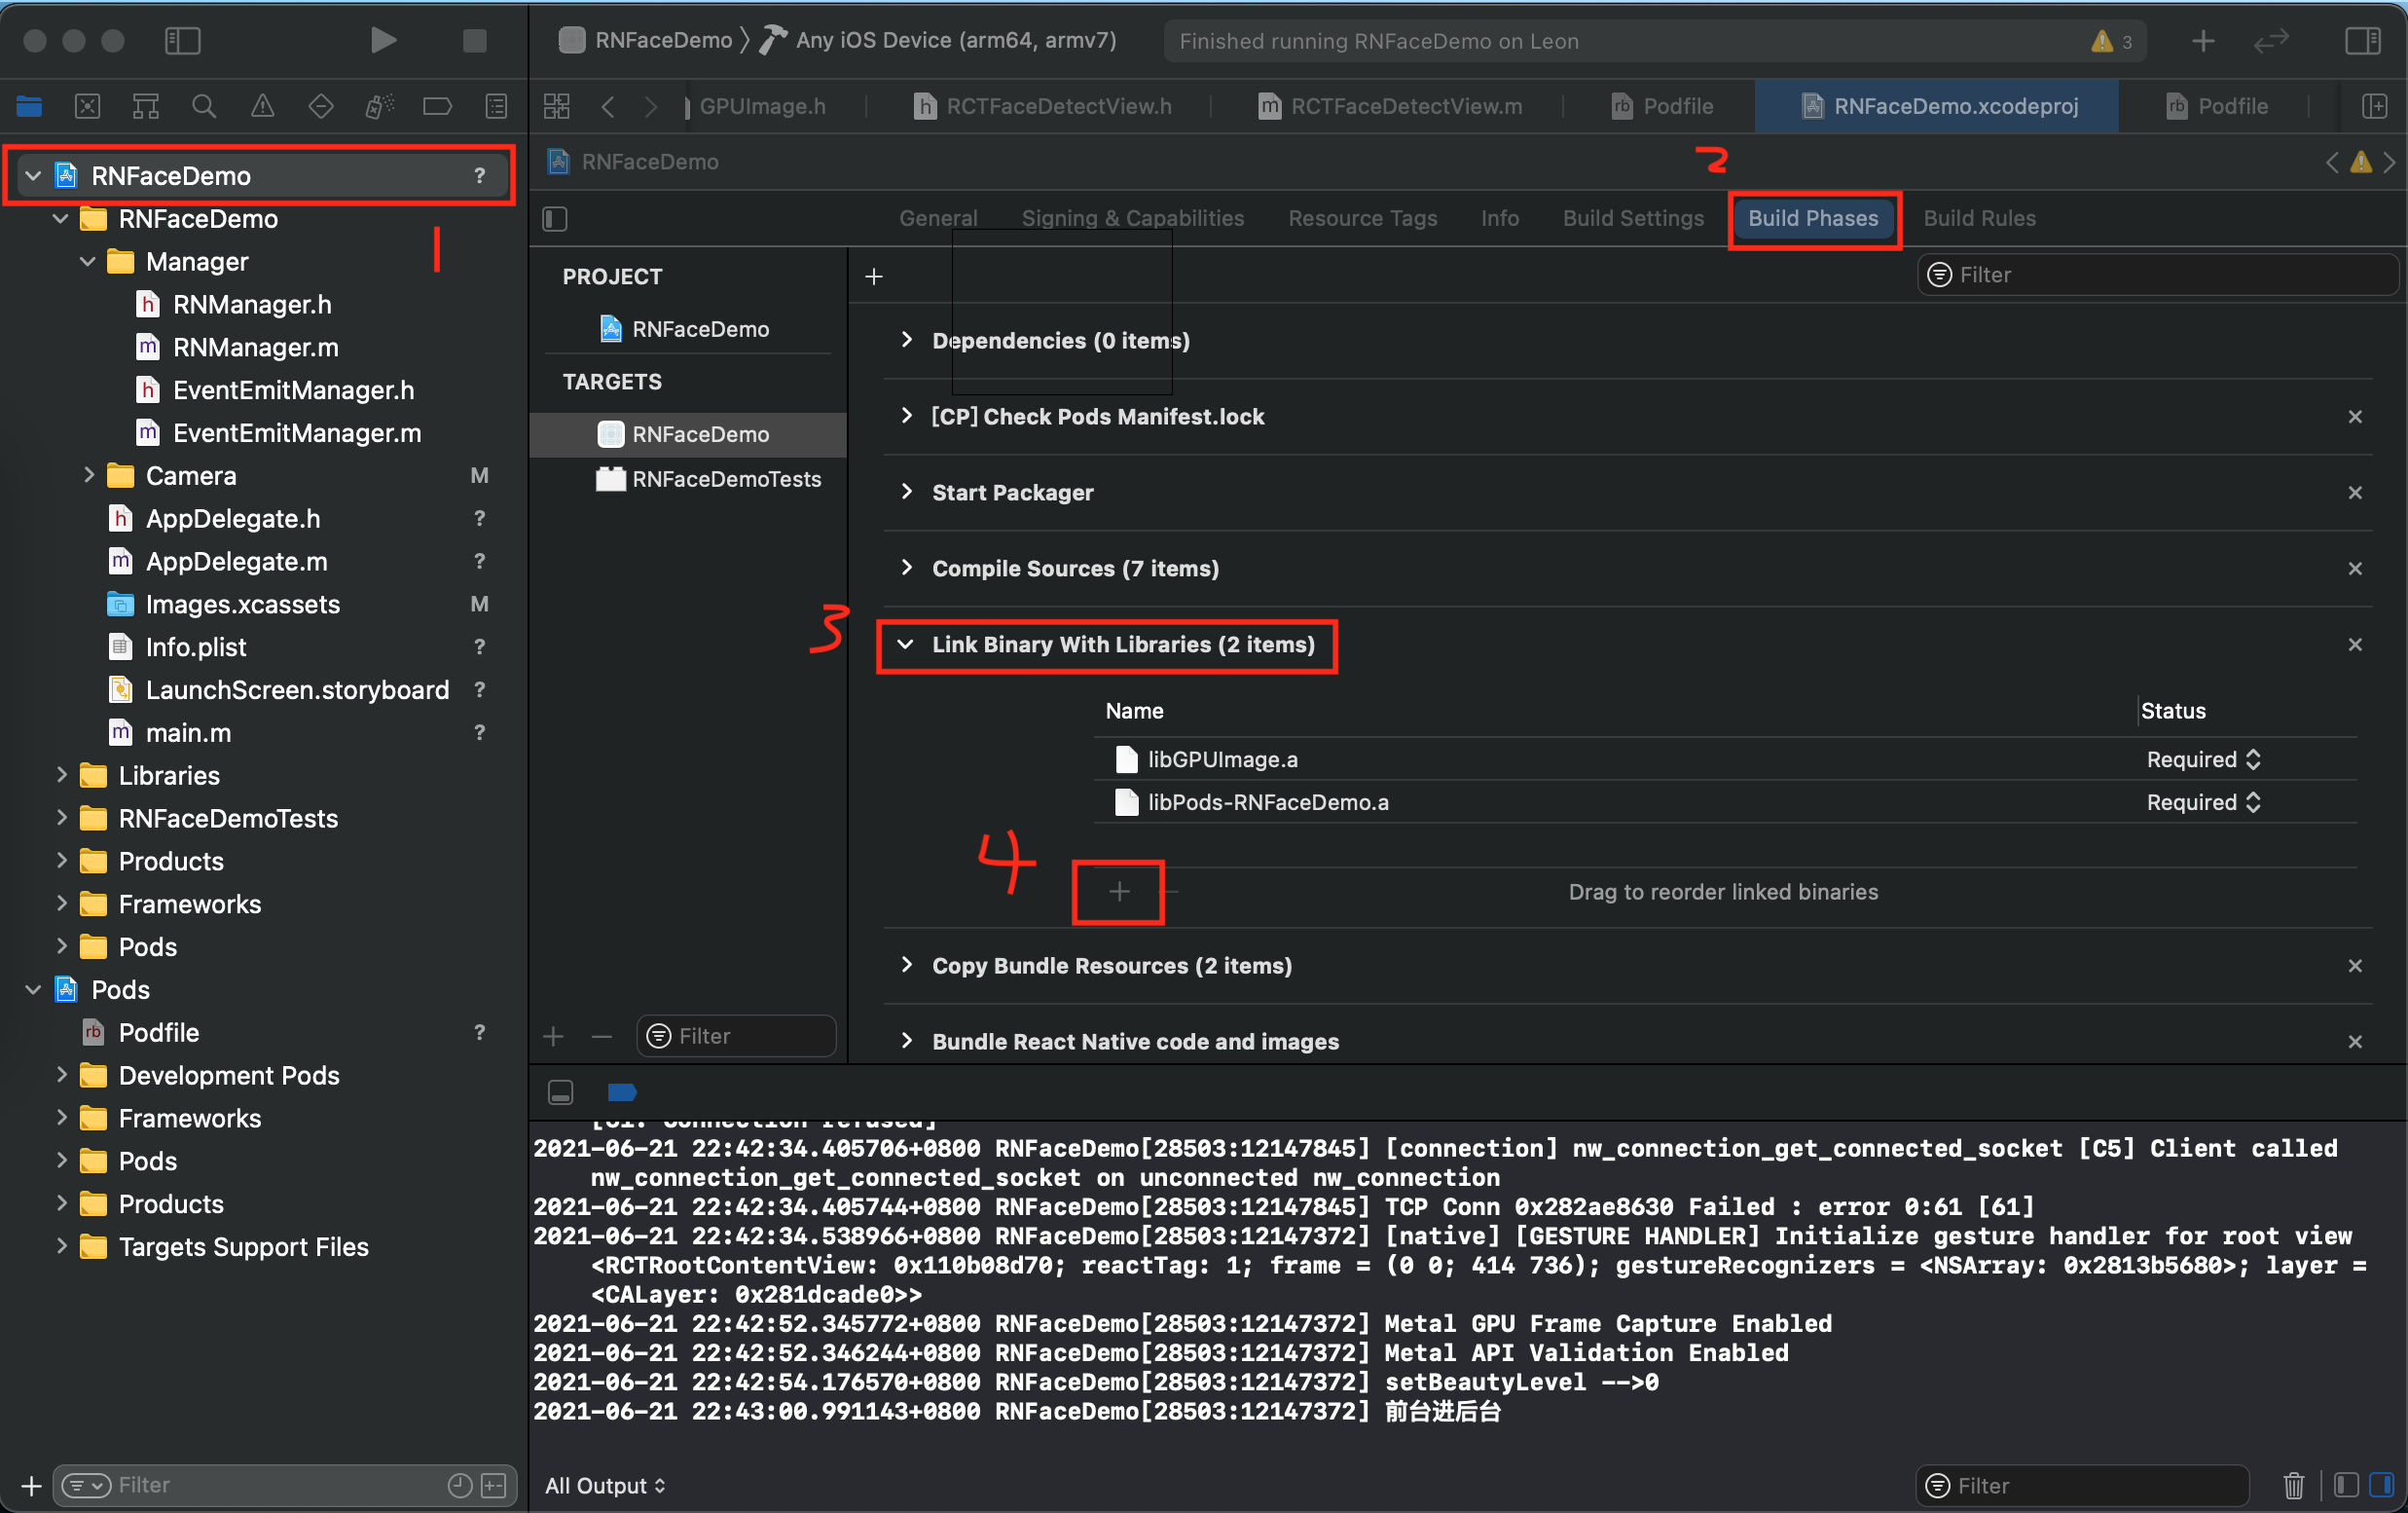 RNFaceDemo
Any iOS Device (arm64, armv7)
Finished running RNFaceDemo on Leon
3
GPUImage.h
RCTFaceDetectView.h
RCTFaceDetectView.m
Podfile
RNFaceDemo.xcodeproj
Podfile
RNFaceDemo ?
RNFaceDemo
1
Manager
RNManager.h
RNManager.m
EventEmitManager.h
EventEmitManager.m
Camera M
AppDelegate.h ?
AppDelegate.m ?
Images.xcassets M
Info.plist ?
LaunchScreen.storyboard ?
main.m ?
Libraries
RNFaceDemoTests
Products
Frameworks
Pods
Pods
Podfile ?
Development Pods
Frameworks
Pods
Products
Targets Support Files
Filter
RNFaceDemo
2
General
Signing & Capabilities
Resource Tags
Info
Build Settings
Build Phases
Build Rules
PROJECT
RNFaceDemo
TARGETS
RNFaceDemo
RNFaceDemoTests
Filter
Filter
Dependencies (0 items)
[CP] Check Pods Manifest.lock
Start Packager
Compile Sources (7 items)
3
Link Binary With Libraries (2 items)
Name Status
libGPUImage.a Required
libPods-RNFaceDemo.a Required
4
Drag to reorder linked binaries
Copy Bundle Resources (2 items)
Bundle React Native code and images
2021-06-21 22:42:34.405706+0800 RNFaceDemo[28503:12147845] [connection] nw_connection_get_connected_socket [C5] Client called
nw_connection_get_connected_socket on unconnected nw_connection
2021-06-21 22:42:34.405744+0800 RNFaceDemo[28503:12147845] TCP Conn 0x282ae8630 Failed : error 0:61 [61]
2021-06-21 22:42:34.538966+0800 RNFaceDemo[28503:12147372] [native] [GESTURE HANDLER] Initialize gesture handler for root view
<RCTRootContentView: 0x110b08d70; reactTag: 1; frame = (0 0; 414 736); gestureRecognizers = <NSArray: 0x2813b5680>; layer =
<CALayer: 0x281dcade0>>
2021-06-21 22:42:52.345772+0800 RNFaceDemo[28503:12147372] Metal GPU Frame Capture Enabled
2021-06-21 22:42:52.346244+0800 RNFaceDemo[28503:12147372] Metal API Validation Enabled
2021-06-21 22:42:54.176570+0800 RNFaceDemo[28503:12147372] setBeautyLevel -->0
2021-06-21 22:43:00.991143+0800 RNFaceDemo[28503:12147372] 前台进后台
All Output
Filter